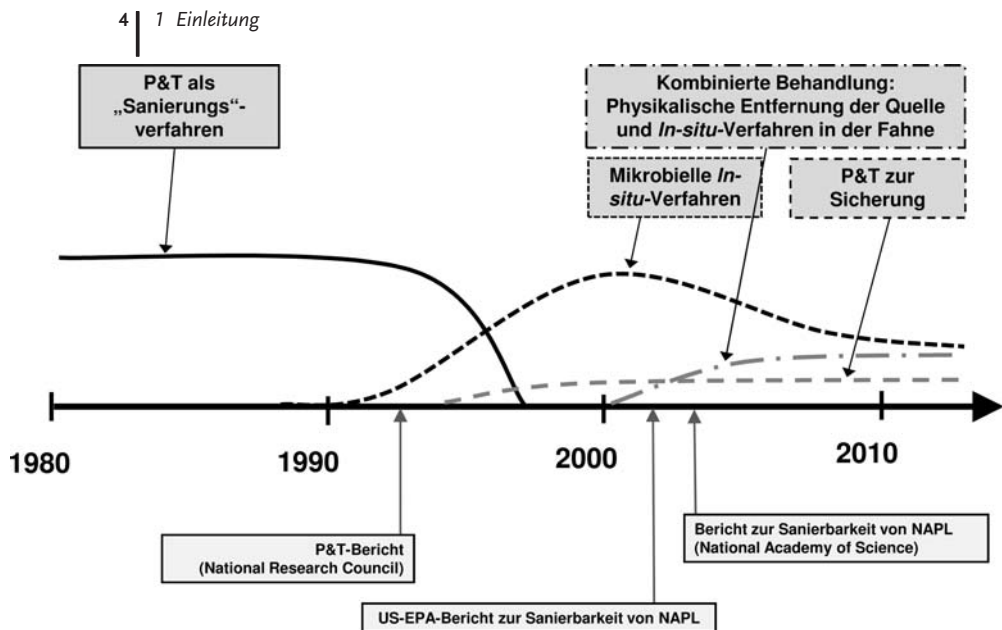 4 1 Einleitung
P&T als
„Sanierungs“-
verfahren
Kombinierte Behandlung:
Physikalische Entfernung der Quelle
und In-situ-Verfahren in der Fahne
Mikrobielle In-
situ-Verfahren
P&T zur
Sicherung
1980
1990
2000
2010
P&T-Bericht
(National Research Council)
Bericht zur Sanierbarkeit von NAPL
(National Academy of Science)
US-EPA-Bericht zur Sanierbarkeit von NAPL